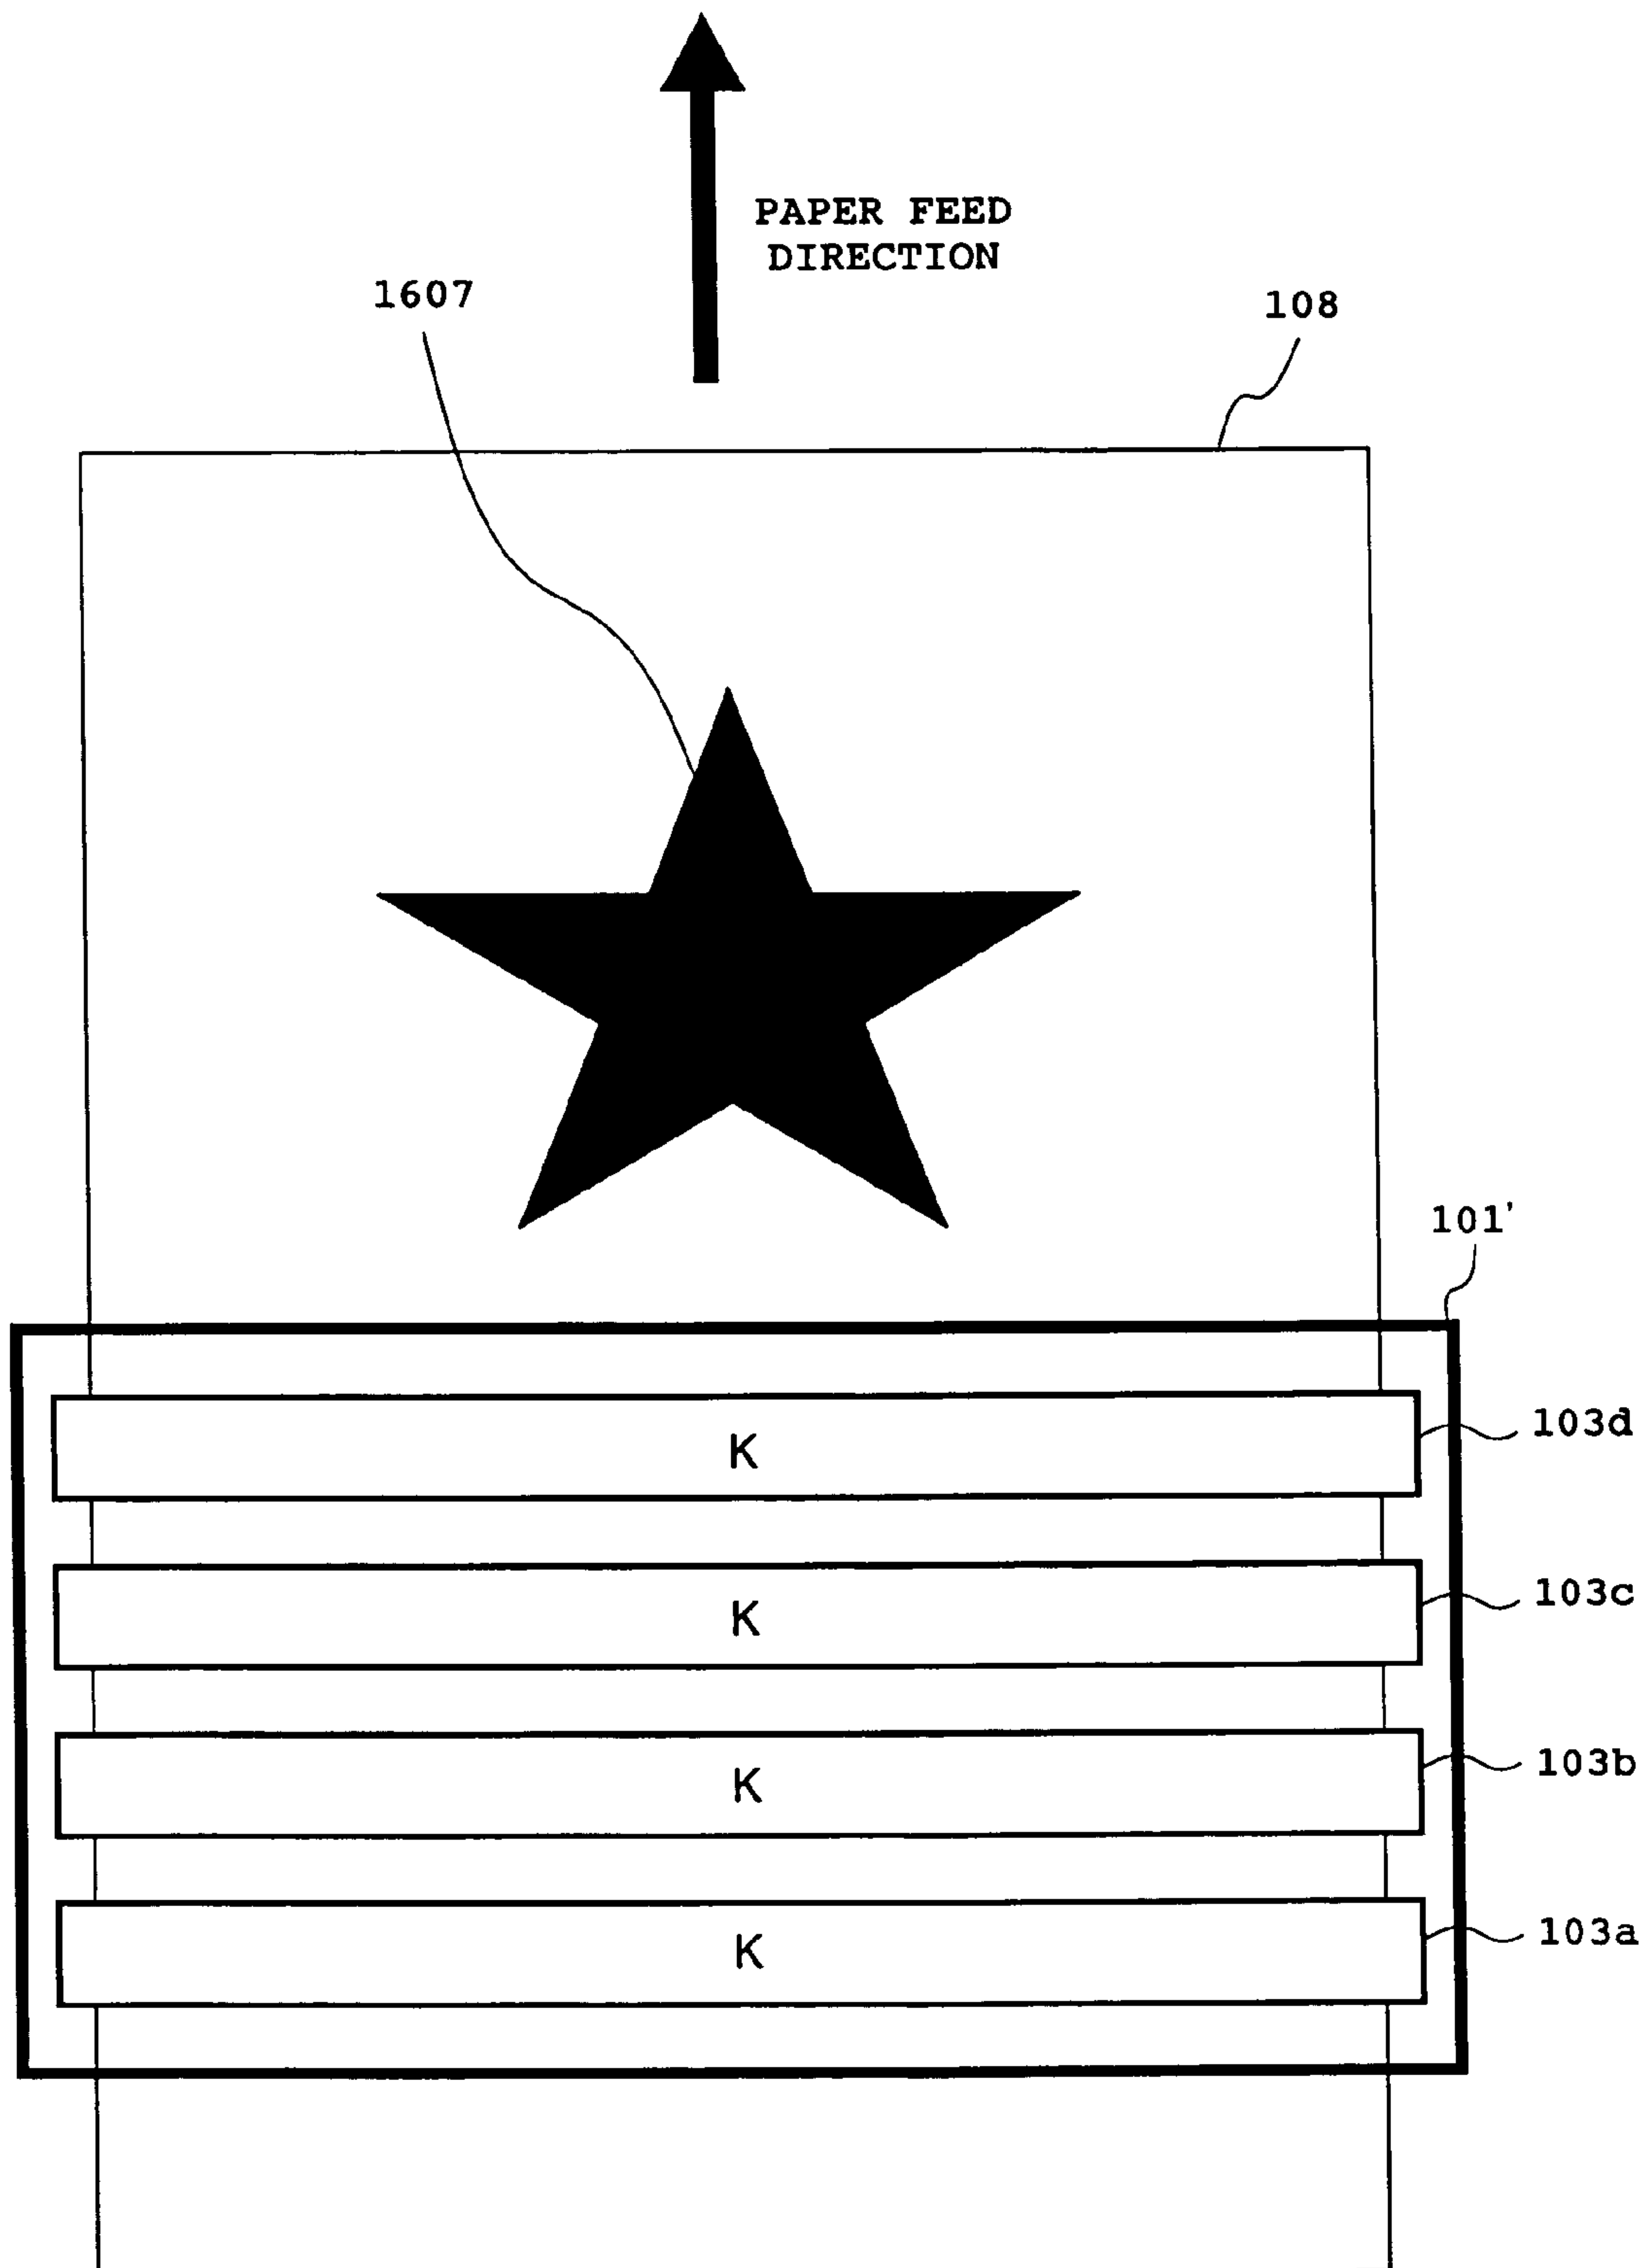 PAPER FEED
DIRECTION
1607
108
101'
103d
K
103c
K
103b
K
103a
K